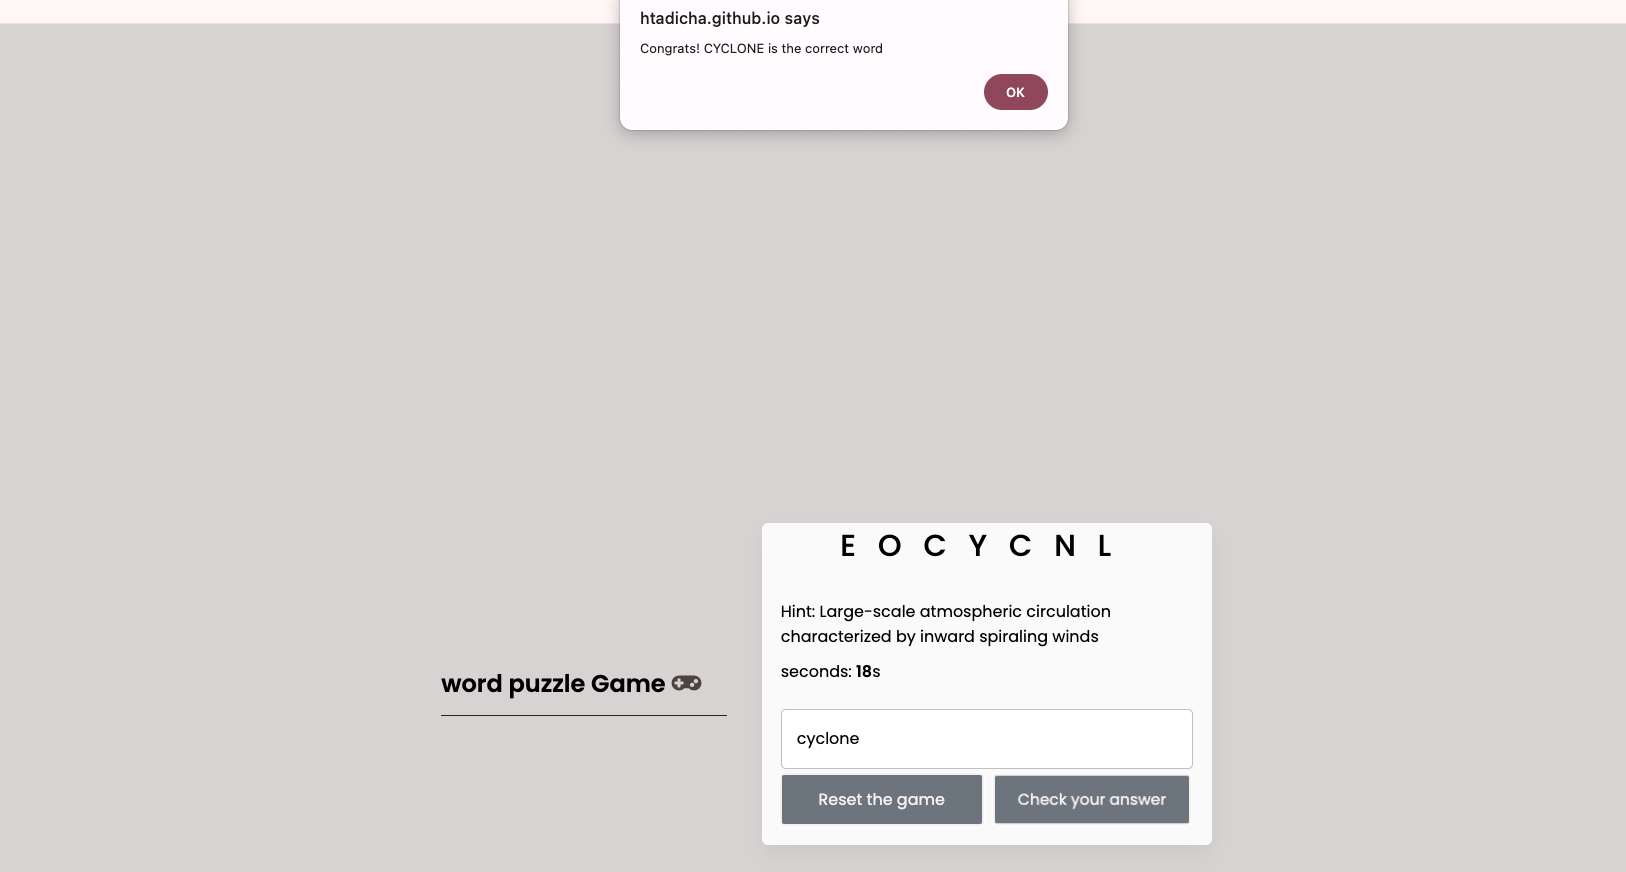 htadicha.github.io says
Congrats! CYCLONE is the correct word
OK
word puzzle Game
E O C Y C N L
Hint: Large-scale atmospheric circulation
characterized by inward spiraling winds
seconds: 18s
cyclone
Reset the game
Check your answer